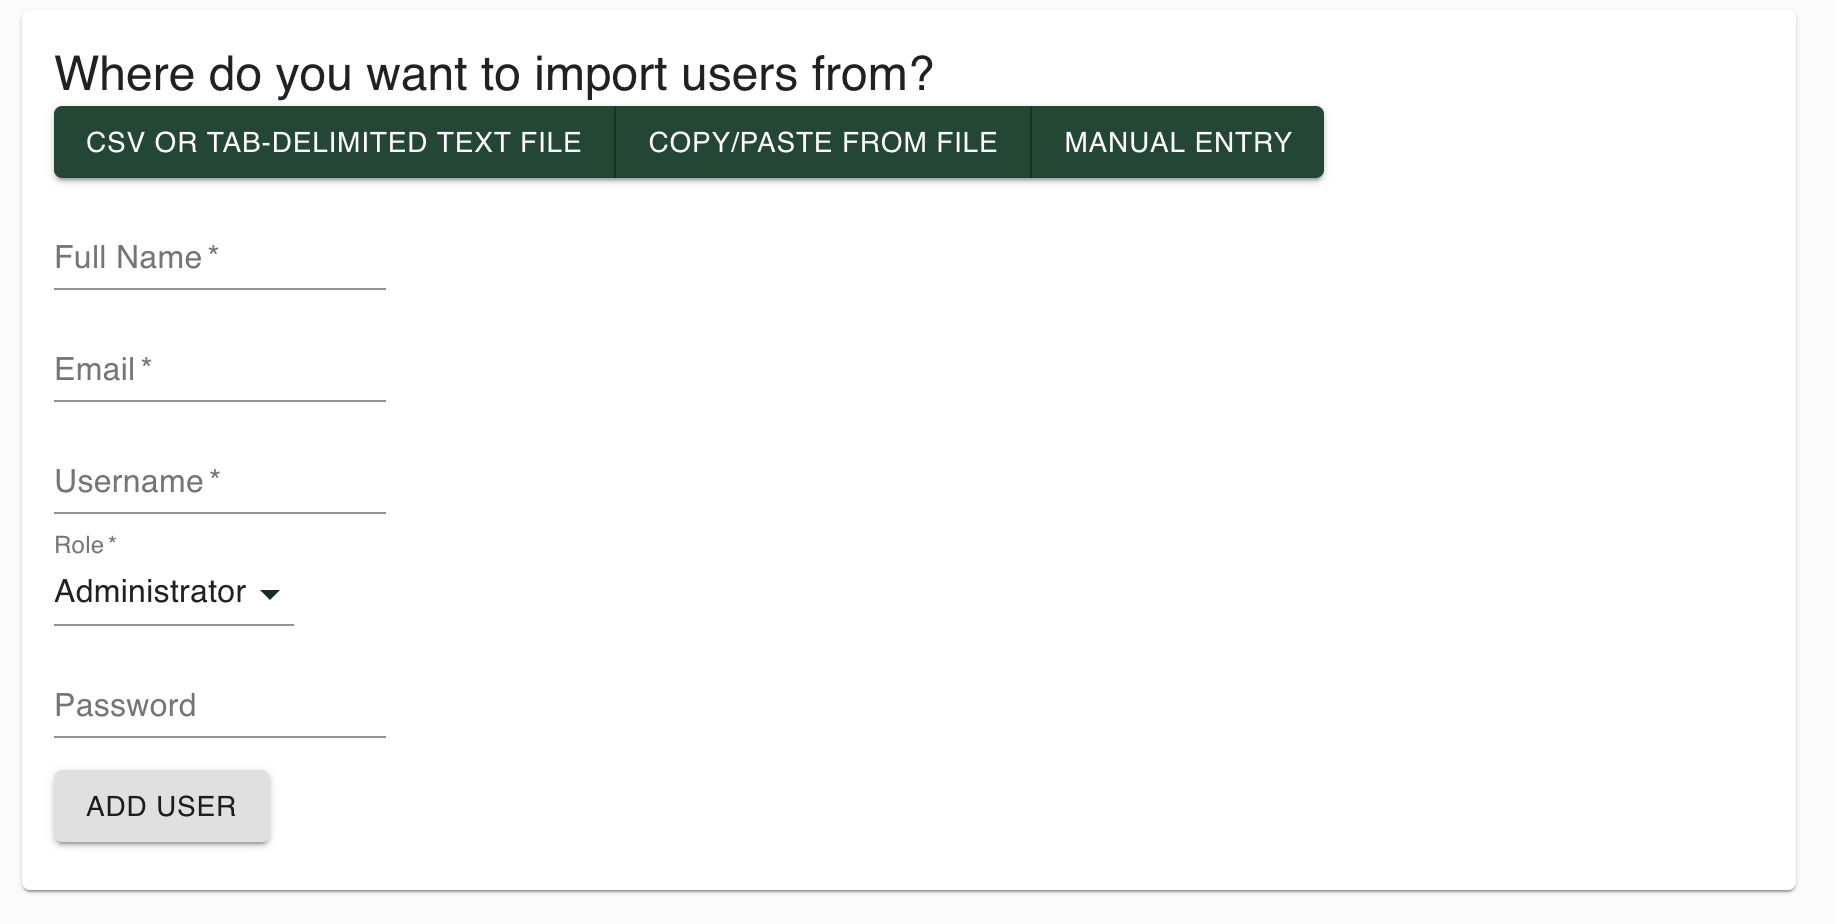 Where do you want to import users from?
CSV OR TAB-DELIMITED TEXT FILE COPY/PASTE FROM FILE MANUAL ENTRY
Full Name *
Email *
Username *
Role *
Administrator
Password
ADD USER